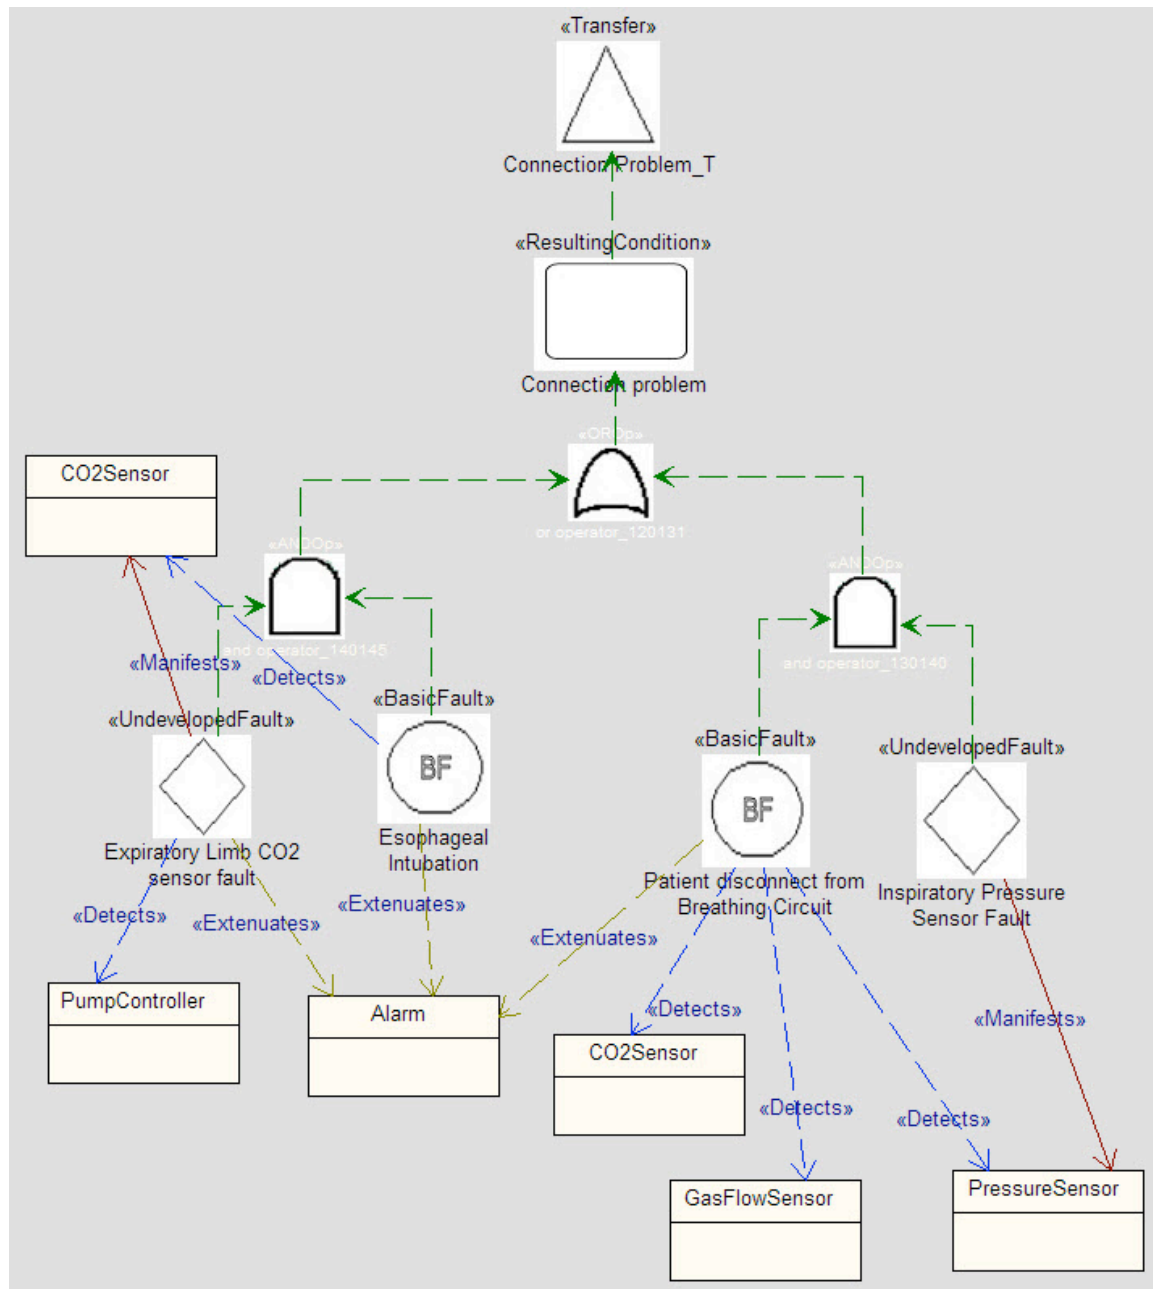 «Transfer»
Connection Problem_T
«ResultingCondition»
Connection problem
«OROp»
or operator_120131
CO2Sensor
«ANDOp»
and operator_140145
«ANDOp»
and operator_130140
«Manifests»
«Detects»
«UndevelopedFault»
Expiratory Limb CO2
sensor fault
«BasicFault»
BF
Esophageal
Intubation
«BasicFault»
BF
Patient disconnect from
Breathing Circuit
«UndevelopedFault»
Inspiratory Pressure
Sensor Fault
«Detects»
«Extenuates»
«Extenuates»
«Extenuates»
PumpController
Alarm
«Detects»
«Manifests»
CO2Sensor
«Detects»
«Detects»
GasFlowSensor
PressureSensor